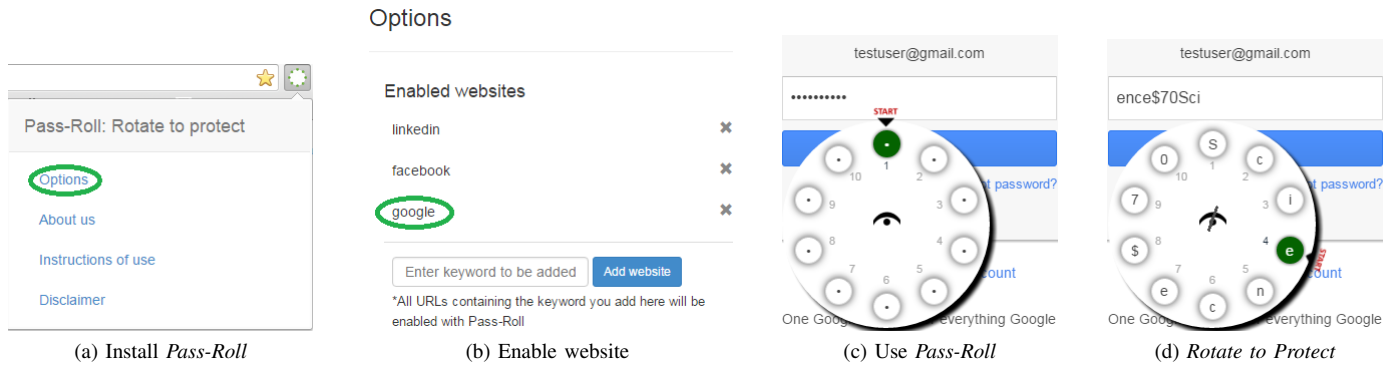 Pass-Roll: Rotate to protect
Options
About us
Instructions of use
Disclaimer
(a) Install Pass-Roll
Options
Enabled websites
linkedin
facebook
google
Enter keyword to be added
Add website
*All URLs containing the keyword you add here will be
enabled with Pass-Roll
(b) Enable website
testuser@gmail.com
••••••••••
START
1
2
3
4
5
6
7
8
9
10
t password?
count
One Goog
everything Google
(c) Use Pass-Roll
testuser@gmail.com
ence$70Sci
S
c
i
e
n
c
e
$
7
0
1
2
3
4
5
6
7
8
9
10
START
t password?
ount
One Goog
everything Google
(d) Rotate to Protect